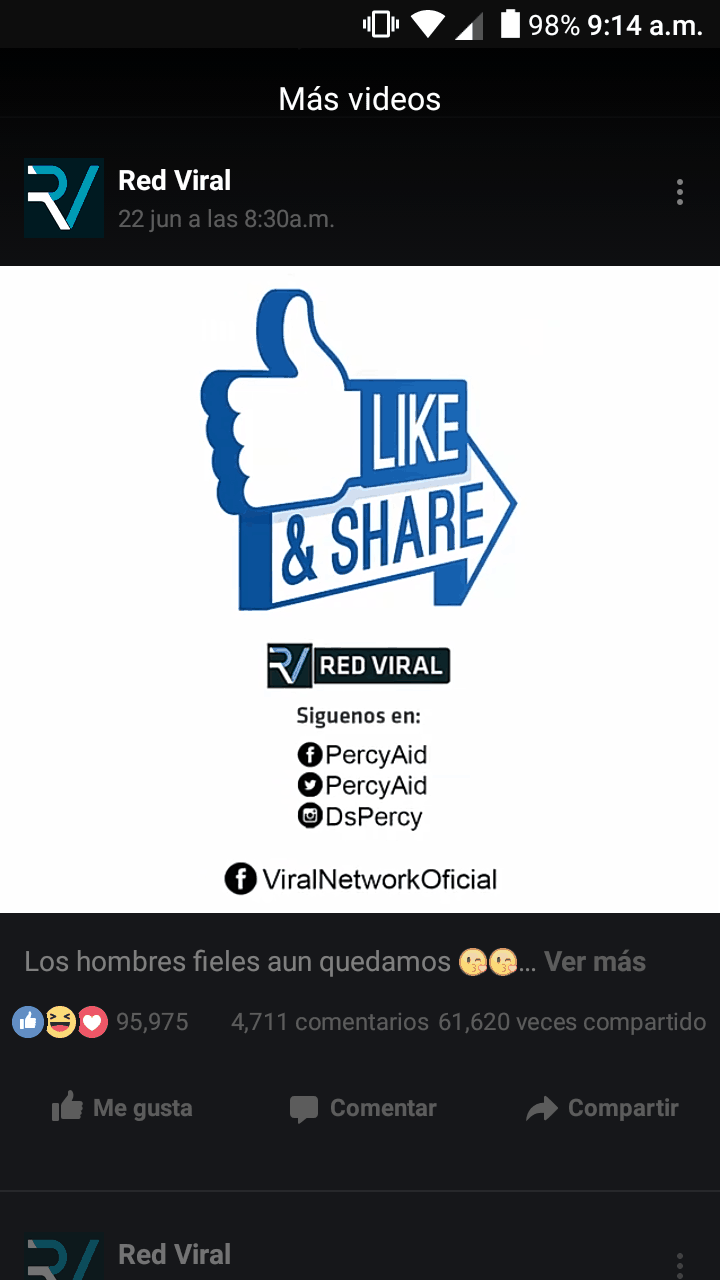 98% 9:14 a.m.
Más videos
Red Viral
22 jun a las 8:30a.m.
LIKE
& SHARE
RV RED VIRAL
Siguenos en:
PercyAid
PercyAid
DsPercy
ViralNetworkOficial
Los hombres fieles aun quedamos 😘😘... Ver más
95,975 4,711 comentarios 61,620 veces compartido
Me gusta Comentar Compartir
Red Viral